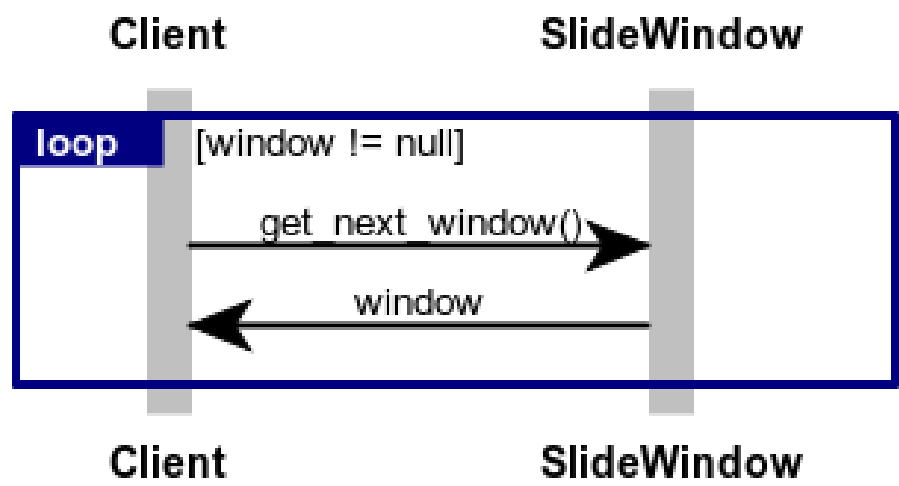 Client SlideWindow
loop [window != null]
get_next_window()
window
Client SlideWindow